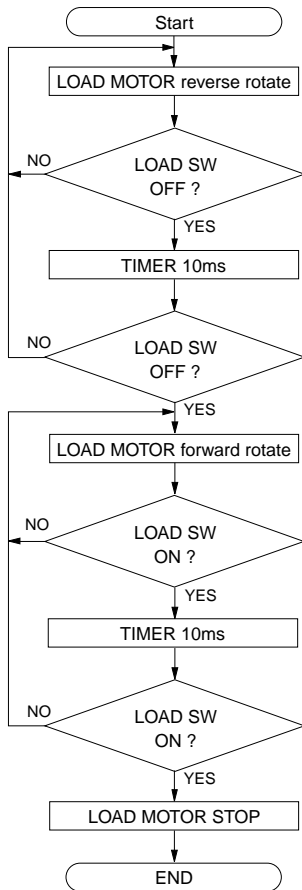 Start
LOAD MOTOR reverse rotate
NO
LOAD SW
OFF ?
YES
TIMER 10ms
NO
LOAD SW
OFF ?
YES
LOAD MOTOR forward rotate
NO
LOAD SW
ON ?
YES
TIMER 10ms
NO
LOAD SW
ON ?
YES
LOAD MOTOR STOP
END